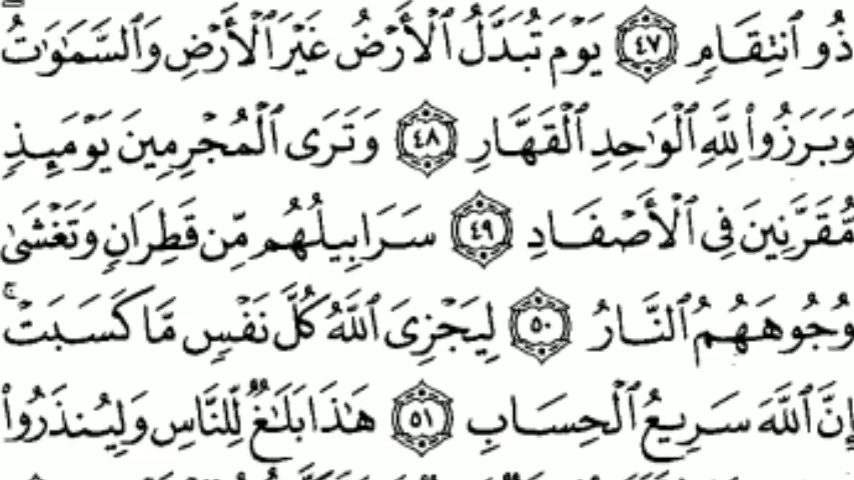 ذُو ٱنتِقَامٍ ٤٧ يَوْمَ تُبَدَّلُ ٱلْأَرْضُ غَيْرَ ٱلْأَرْضِ وَٱلسَّمَٰوَٰتُ
وَبَرَزُوا۟ لِلَّهِ ٱلْوَٰحِدِ ٱلْقَهَّارِ ٤٨ وَتَرَى ٱلْمُجْرِمِينَ يَوْمَئِذٍ
مُّقَرَّنِينَ فِى ٱلْأَصْفَادِ ٤٩ سَرَابِيلُهُم مِّن قَطِرَانٍ وَتَغْشَىٰ
وُجُوهَهُمُ ٱلنَّارُ ٥٠ لِيَجْزِىَ ٱللَّهُ كُلَّ نَفْسٍ مَّا كَسَبَتْ ۚ
إِنَّ ٱللَّهَ سَرِيعُ ٱلْحِسَابِ ٥١ هَٰذَا بَلَٰغٌ لِّلنَّاسِ وَلِيُنذَرُوا۟